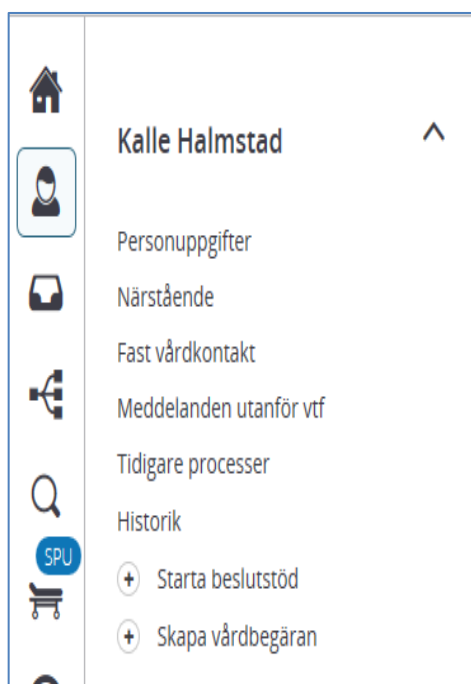 Kalle Halmstad
Personuppgifter
Närstående
Fast vårdkontakt
Meddelanden utanför vtf
Tidigare processer
Historik
SPU
Starta beslutstöd
Skapa vårdbegäran